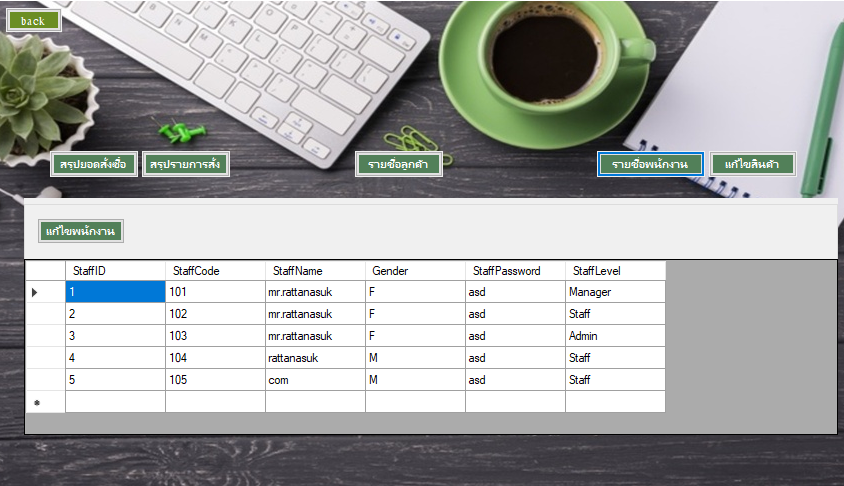 back
สรุปยอดสั่งซื้อ สรุปรายการสั่ง รายชื่อลูกค้า รายชื่อพนักงาน แก้ไขสินค้า
แก้ไขพนักงาน
StaffID StaffCode StaffName Gender StaffPassword StaffLevel
1 101 mr.rattanasuk F asd Manager
2 102 mr.rattanasuk F asd Staff
3 103 mr.rattanasuk F asd Admin
4 104 rattanasuk M asd Staff
5 105 com M asd Staff